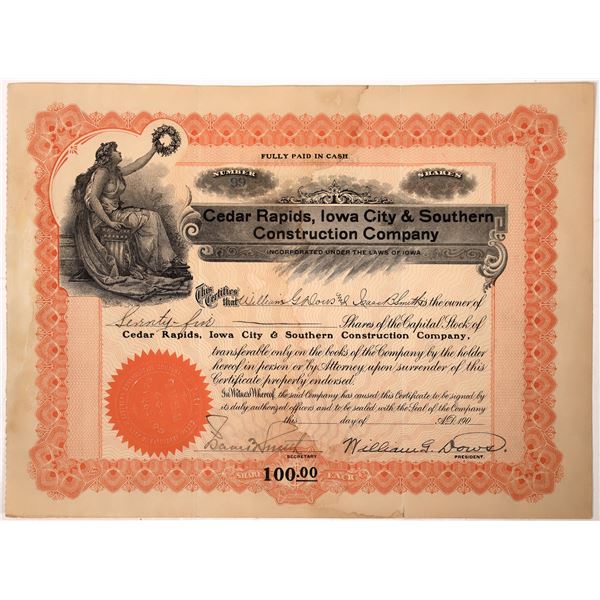 FULLY PAID IN CASH
NUMBER
99
SHARES
Cedar Rapids, Iowa City & Southern
Construction Company
INCORPORATED UNDER THE LAWS OF IOWA
This Certifies that William G. Dows & Isaac B. Smith is the owner of
Seventy-five Shares of the Capital Stock of
Cedar Rapids, Iowa City & Southern Construction Company,
transferable only on the books of the Company by the holder
hereof in person or by Attorney, upon surrender of this
Certificate properly endorsed.
In Witness Whereof, the said Company has caused this Certificate to be signed by
its duly authorized officers and to be sealed with the Seal of the Company
this day of A.D. 190
Isaac B Smith
William G. Dows.
SECRETARY
PRESIDENT.
SHARES
100.00
EACH